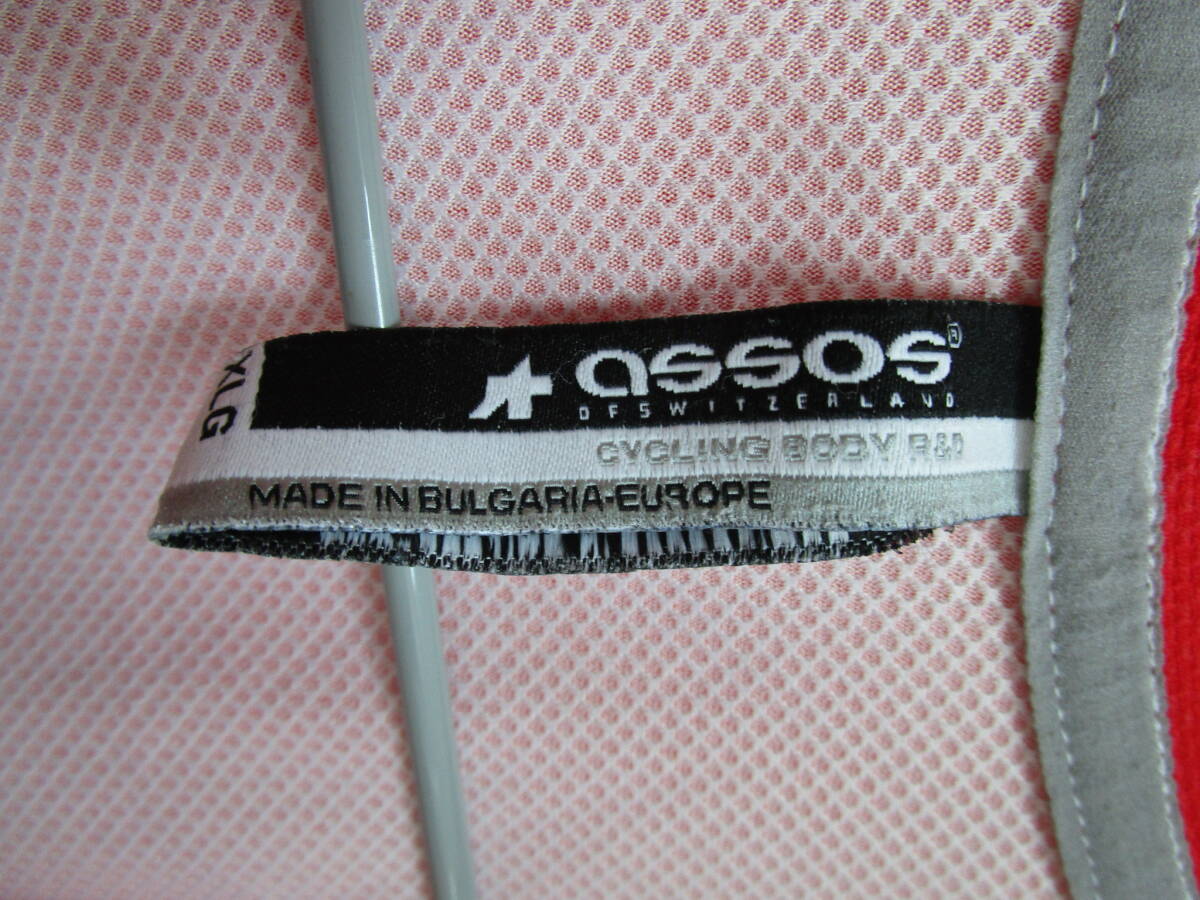 assos®
OF SWITZERLAND
CYCLING BODY R&D
MADE IN BULGARIA-EUROPE
XLG